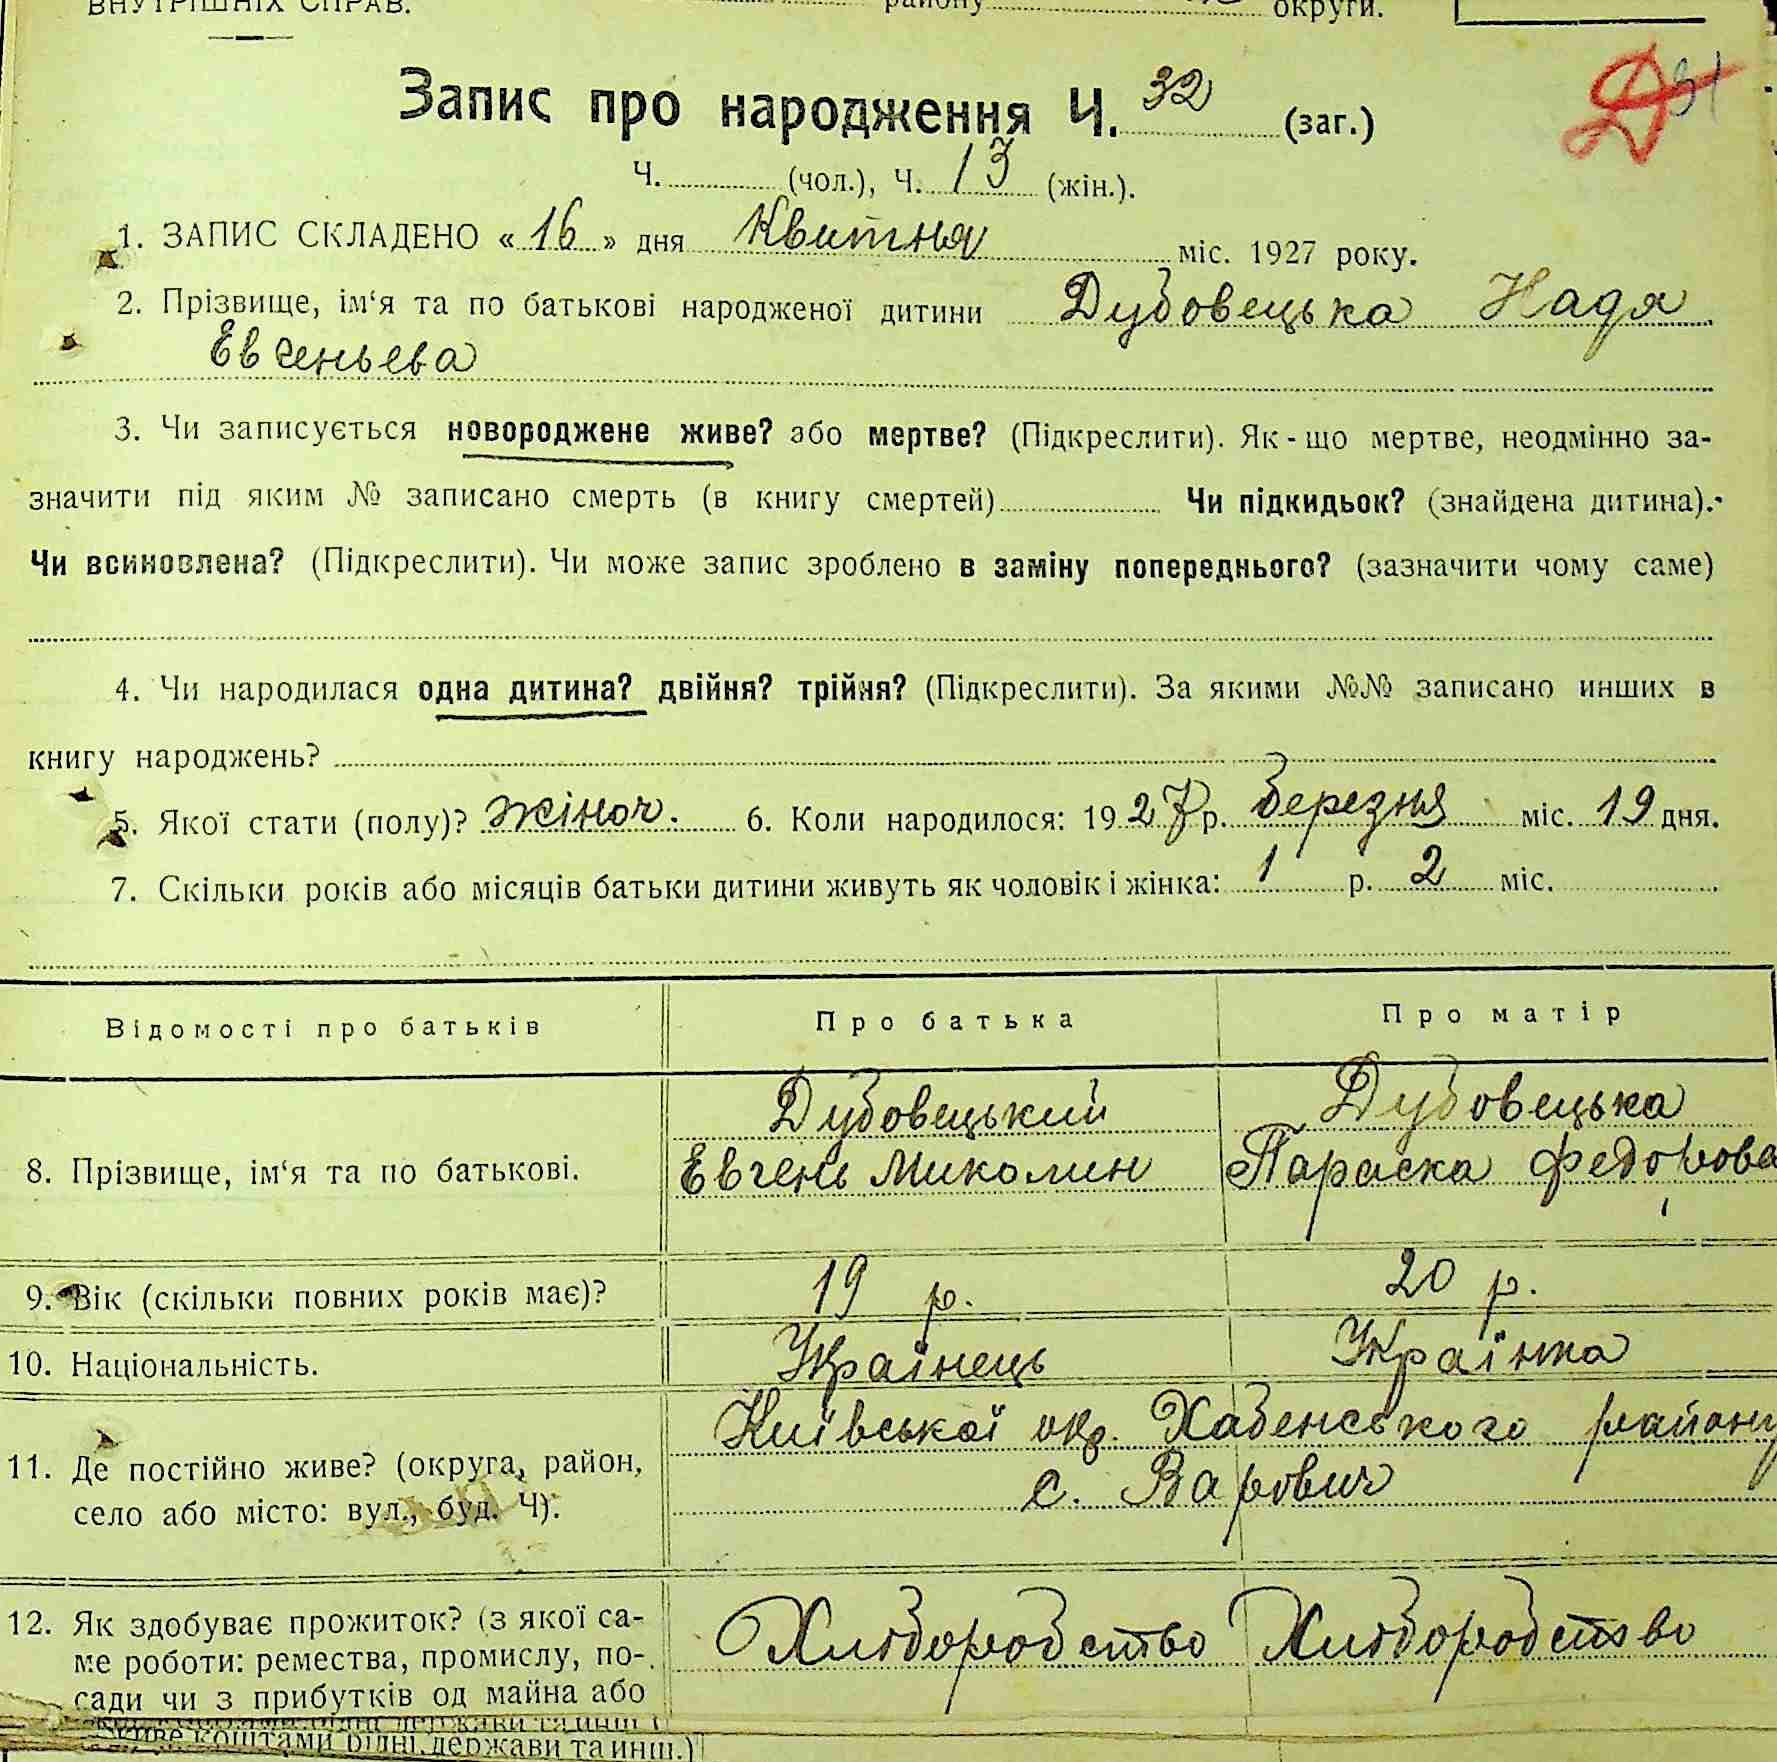 ВНУТРІШНІХ СПРАВ. району округи.
Запис про народження Ч. 32 (заг.)
Ч. (чол.), Ч. 13 (жін.).
1. ЗАПИС СКЛАДЕНО « 16 » дня Квитня міс. 1927 року.
2. Прізвище, ім‘я та по батькові народженої дитини Дубовецька Надя
Евгеньева
3. Чи записується новороджене живе? або мертве? (Підкреслити). Як-що мертве, неодмінно за-
значити під яким № записано смерть (в книгу смертей) Чи підкидьок? (знайдена дитина).
Чи всиновлена? (Підкреслити). Чи може запис зроблено в заміну попереднього? (зазначити чому саме)
4. Чи народилася одна дитина? двійня? трійня? (Підкреслити). За якими №№ записано инших в
книгу народжень?
5. Якої стати (полу)? жіноч. 6. Коли народилося: 1927 р. березня міс. 19 дня.
7. Скільки років або місяців батьки дитини живуть як чоловік і жінка: 1 р. 2 міс.
Відомості про батьків Про батька Про матір
Дубовецький Дубовецька
8. Прізвище, ім‘я та по батькові. Евгень Миколин Параска Федорова
9. Вік (скільки повних років має)? 19 р. 20 р.
10. Національність. Українець Українка
Київської окр. Хабенського району
11. Де постійно живе? (округа, район, с. Варович
село або місто: вул., буд. Ч).
12. Як здобуває прожиток? (з якої са- Хліборобство Хліборобство
ме роботи: ремества, промислу, по-
сади чи з прибутків од майна або
живе коштами рідні, держави та инш.)